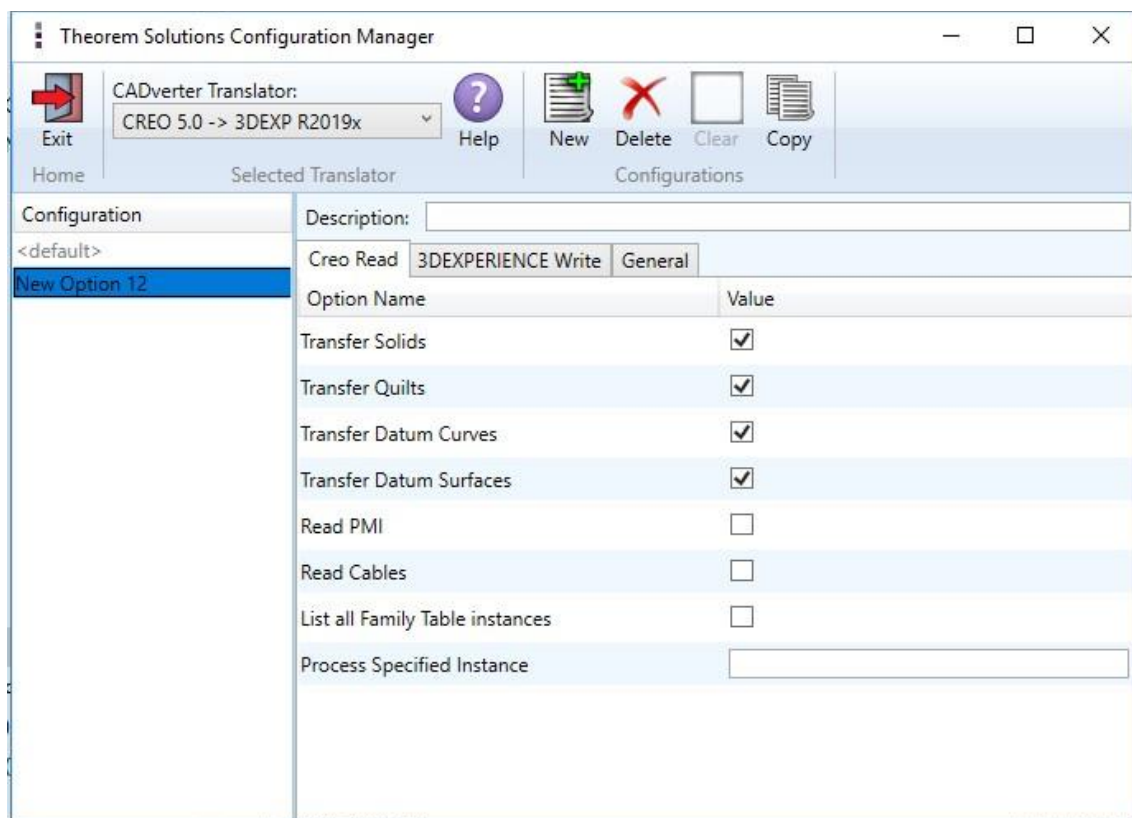 Theorem Solutions Configuration Manager
Exit
Home
CADverter Translator:
CREO 5.0 -> 3DEXP R2019x
Help
Selected Translator
New
Delete
Clear
Copy
Configurations
Configuration
<default>
New Option 12
Description:
Creo Read
3DEXPERIENCE Write
General
Option Name Value
Transfer Solids
Transfer Quilts
Transfer Datum Curves
Transfer Datum Surfaces
Read PMI
Read Cables
List all Family Table instances
Process Specified Instance